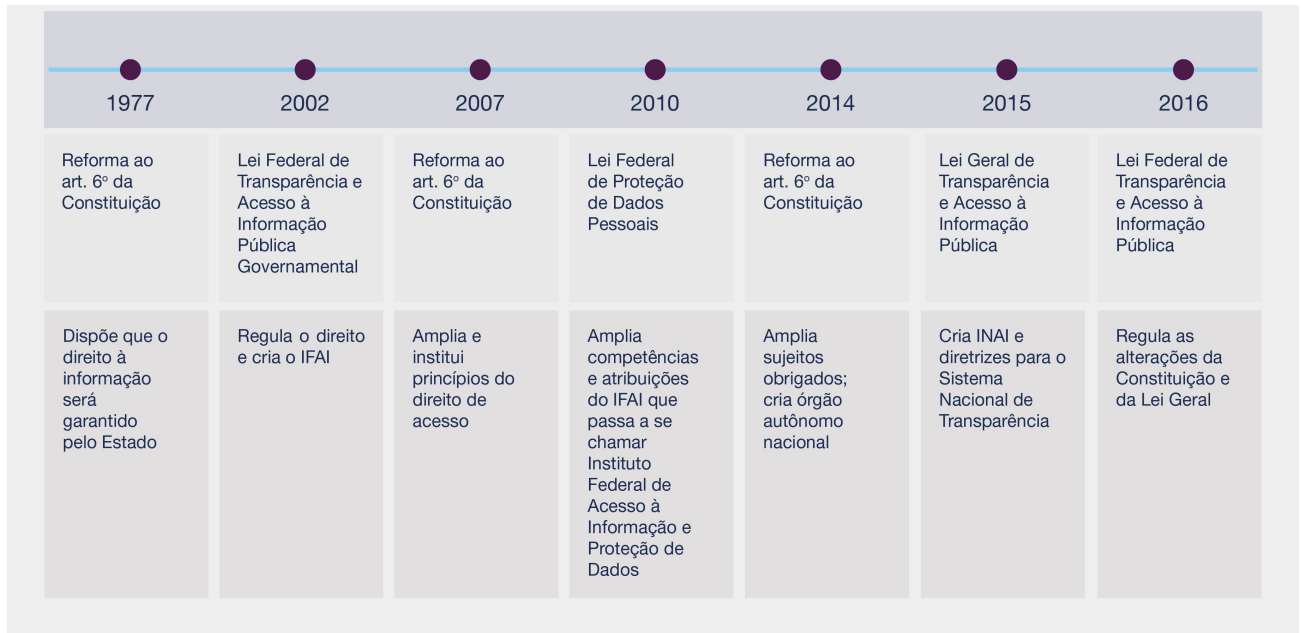 1977
2002
2007
2010
2014
2015
2016
Reforma ao
art. 6º da
Constituição
Lei Federal de
Transparência e
Acesso à
Informação
Pública
Governamental
Reforma ao
art. 6º da
Constituição
Lei Federal
de Proteção
de Dados
Pessoais
Reforma ao
art. 6º da
Constituição
Lei Geral de
Transparência
e Acesso à
Informação
Pública
Lei Federal de
Transparência
e Acesso à
Informação
Pública
Dispõe que o
direito à
informação
será
garantido
pelo Estado
Regula o direito
e cria o IFAI
Amplia e
institui
princípios do
direito de
acesso
Amplia
competências
e atribuições
do IFAI que
passa a se
chamar
Instituto
Federal de
Acesso à
Informação e
Proteção de
Dados
Amplia
sujeitos
obrigados;
cria órgão
autônomo
nacional
Cria INAI e
diretrizes para o
Sistema
Nacional de
Transparência
Regula as
alterações da
Constituição e
da Lei Geral